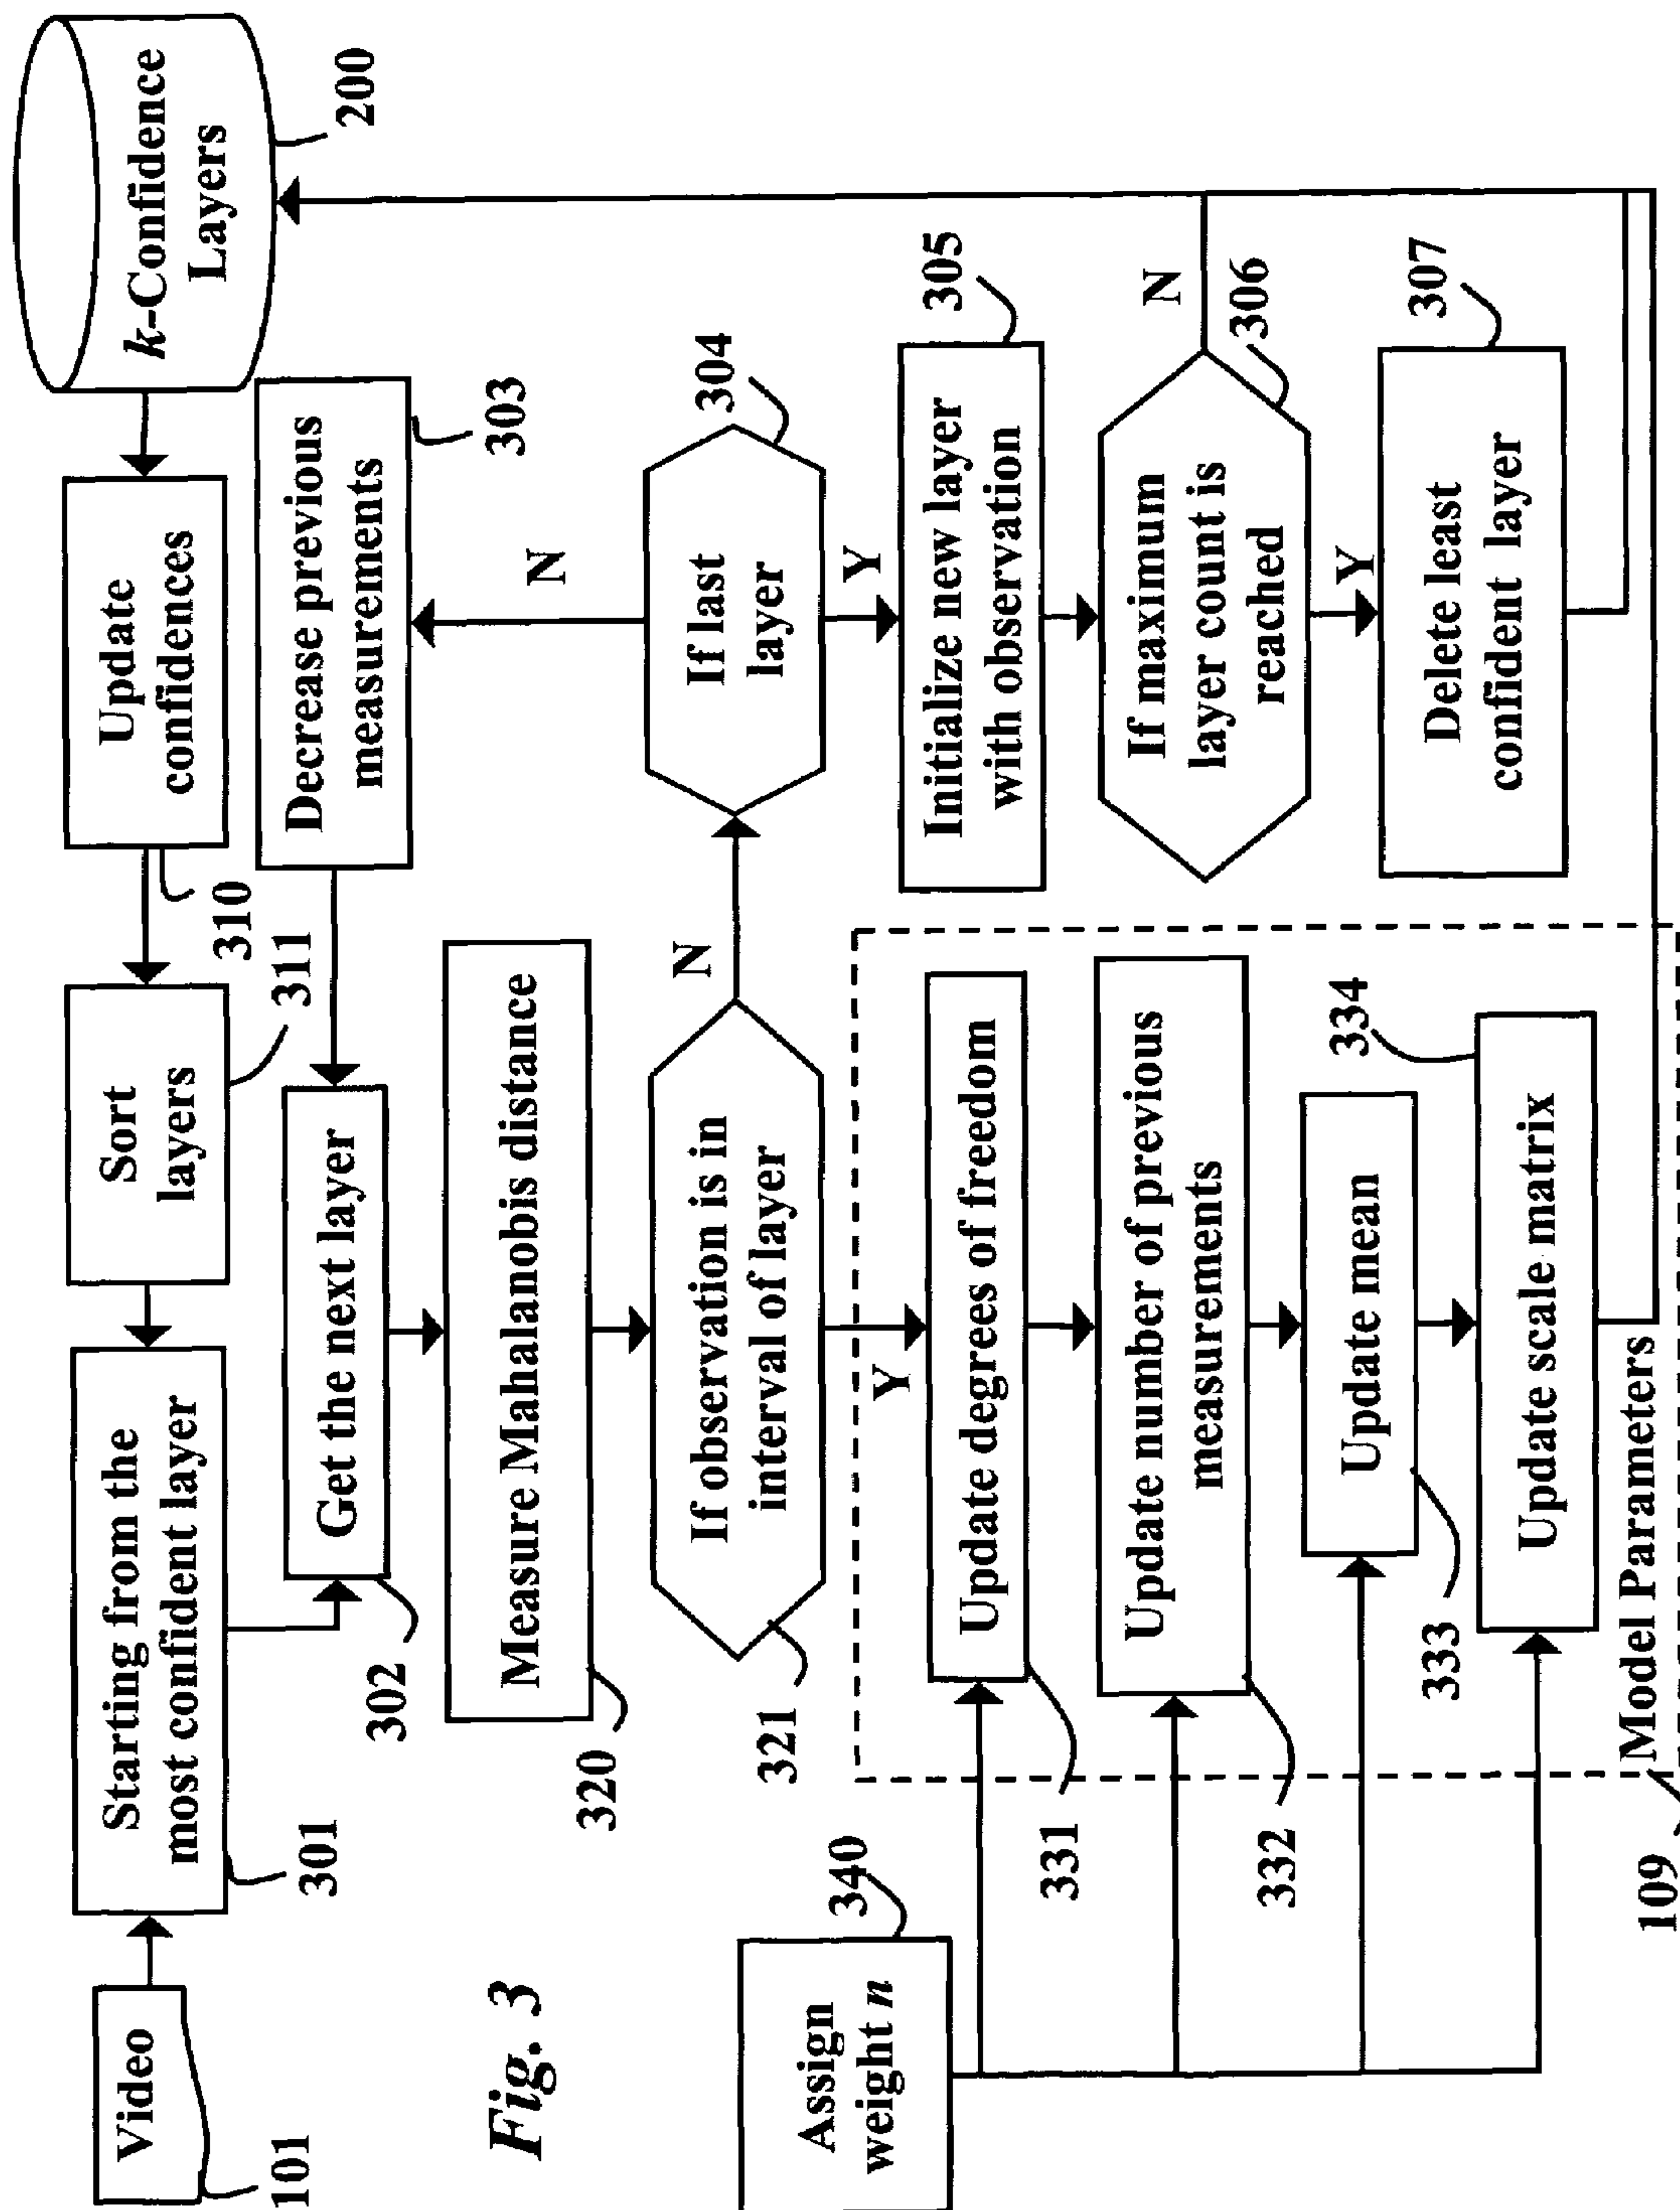 Video
101
Starting from the
most confident layer
301
Sort
layers
311
Update
confidences
310
k-Confidence
Layers
200
Get the next layer
302
Decrease previous
measurements
303
Measure Mahalanobis distance
320
Fig. 3
If observation is in
interval of layer
321
N
Y
If last
layer
304
N
Y
Initialize new layer
with observation
305
If maximum
layer count is
reached
306
N
Y
Delete least
confident layer
307
Assign
weight n
340
Update degrees of freedom
331
Update number of previous
measurements
332
Update mean
333
Update scale matrix
334
Model Parameters
109